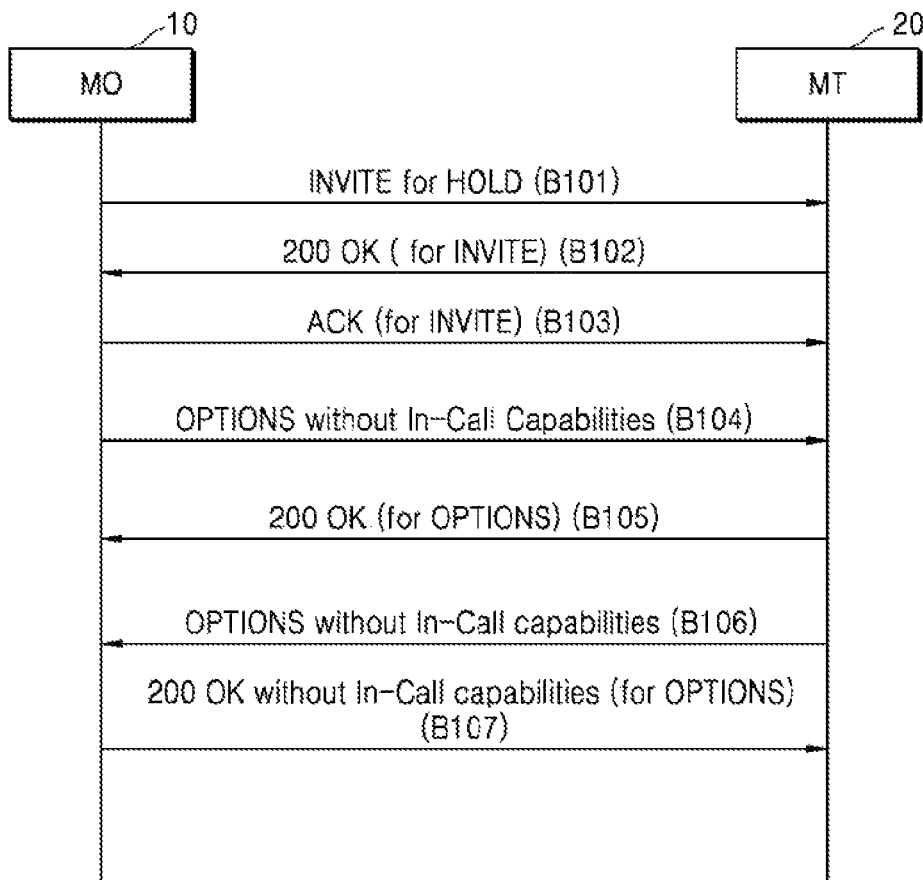 10
20
MO
MT
INVITE for HOLD (B101)
200 OK ( for INVITE) (B102)
ACK (for INVITE) (B103)
OPTIONS without In-Call Capabilities (B104)
200 OK (for OPTIONS) (B105)
OPTIONS without In-Call capabilities (B106)
200 OK without In-Call capabilities (for OPTIONS)
(B107)